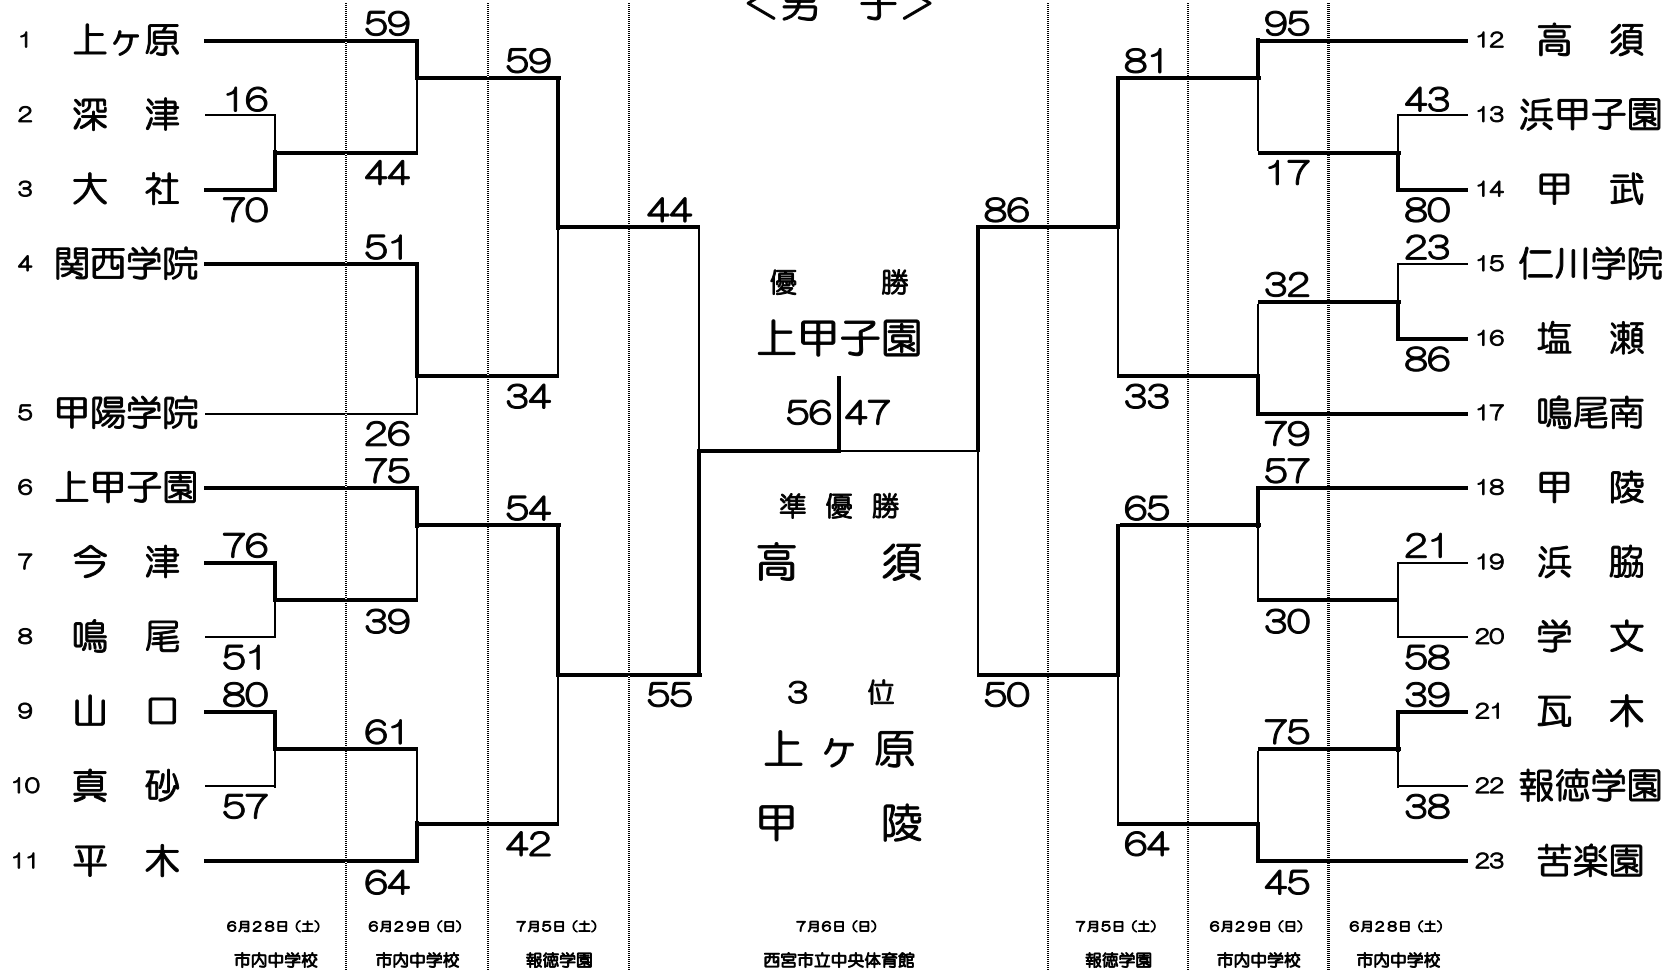 ＜男　子＞
1 上ヶ原 59 59
2 深　津 16
3 大　社 70 44
4 関西学院 51 34 44
5 甲陽学院 26
6 上甲子園 75 54
7 今　津 76 39
8 鳴　尾 51 55
9 山　口 80 61
10 真　砂 57 42
11 平　木 64
優　勝
上甲子園
56 47
準優勝
高　須
3　位
上ヶ原
甲　陵
81 95 12 高　須
43 13 浜甲子園
17 80 14 甲　武
86 23 15 仁川学院
32 86 16 塩　瀬
33 79 17 鳴尾南
65 57 18 甲　陵
21 19 浜　脇
30 58 20 学　文
50 75 39 21 瓦　木
38 22 報徳学園
64 45 23 苦楽園
6月28日（土） 6月29日（日） 7月5日（土） 7月6日（日） 7月5日（土） 6月29日（日） 6月28日（土）
市内中学校 市内中学校 報徳学園 西宮市立中央体育館 報徳学園 市内中学校 市内中学校